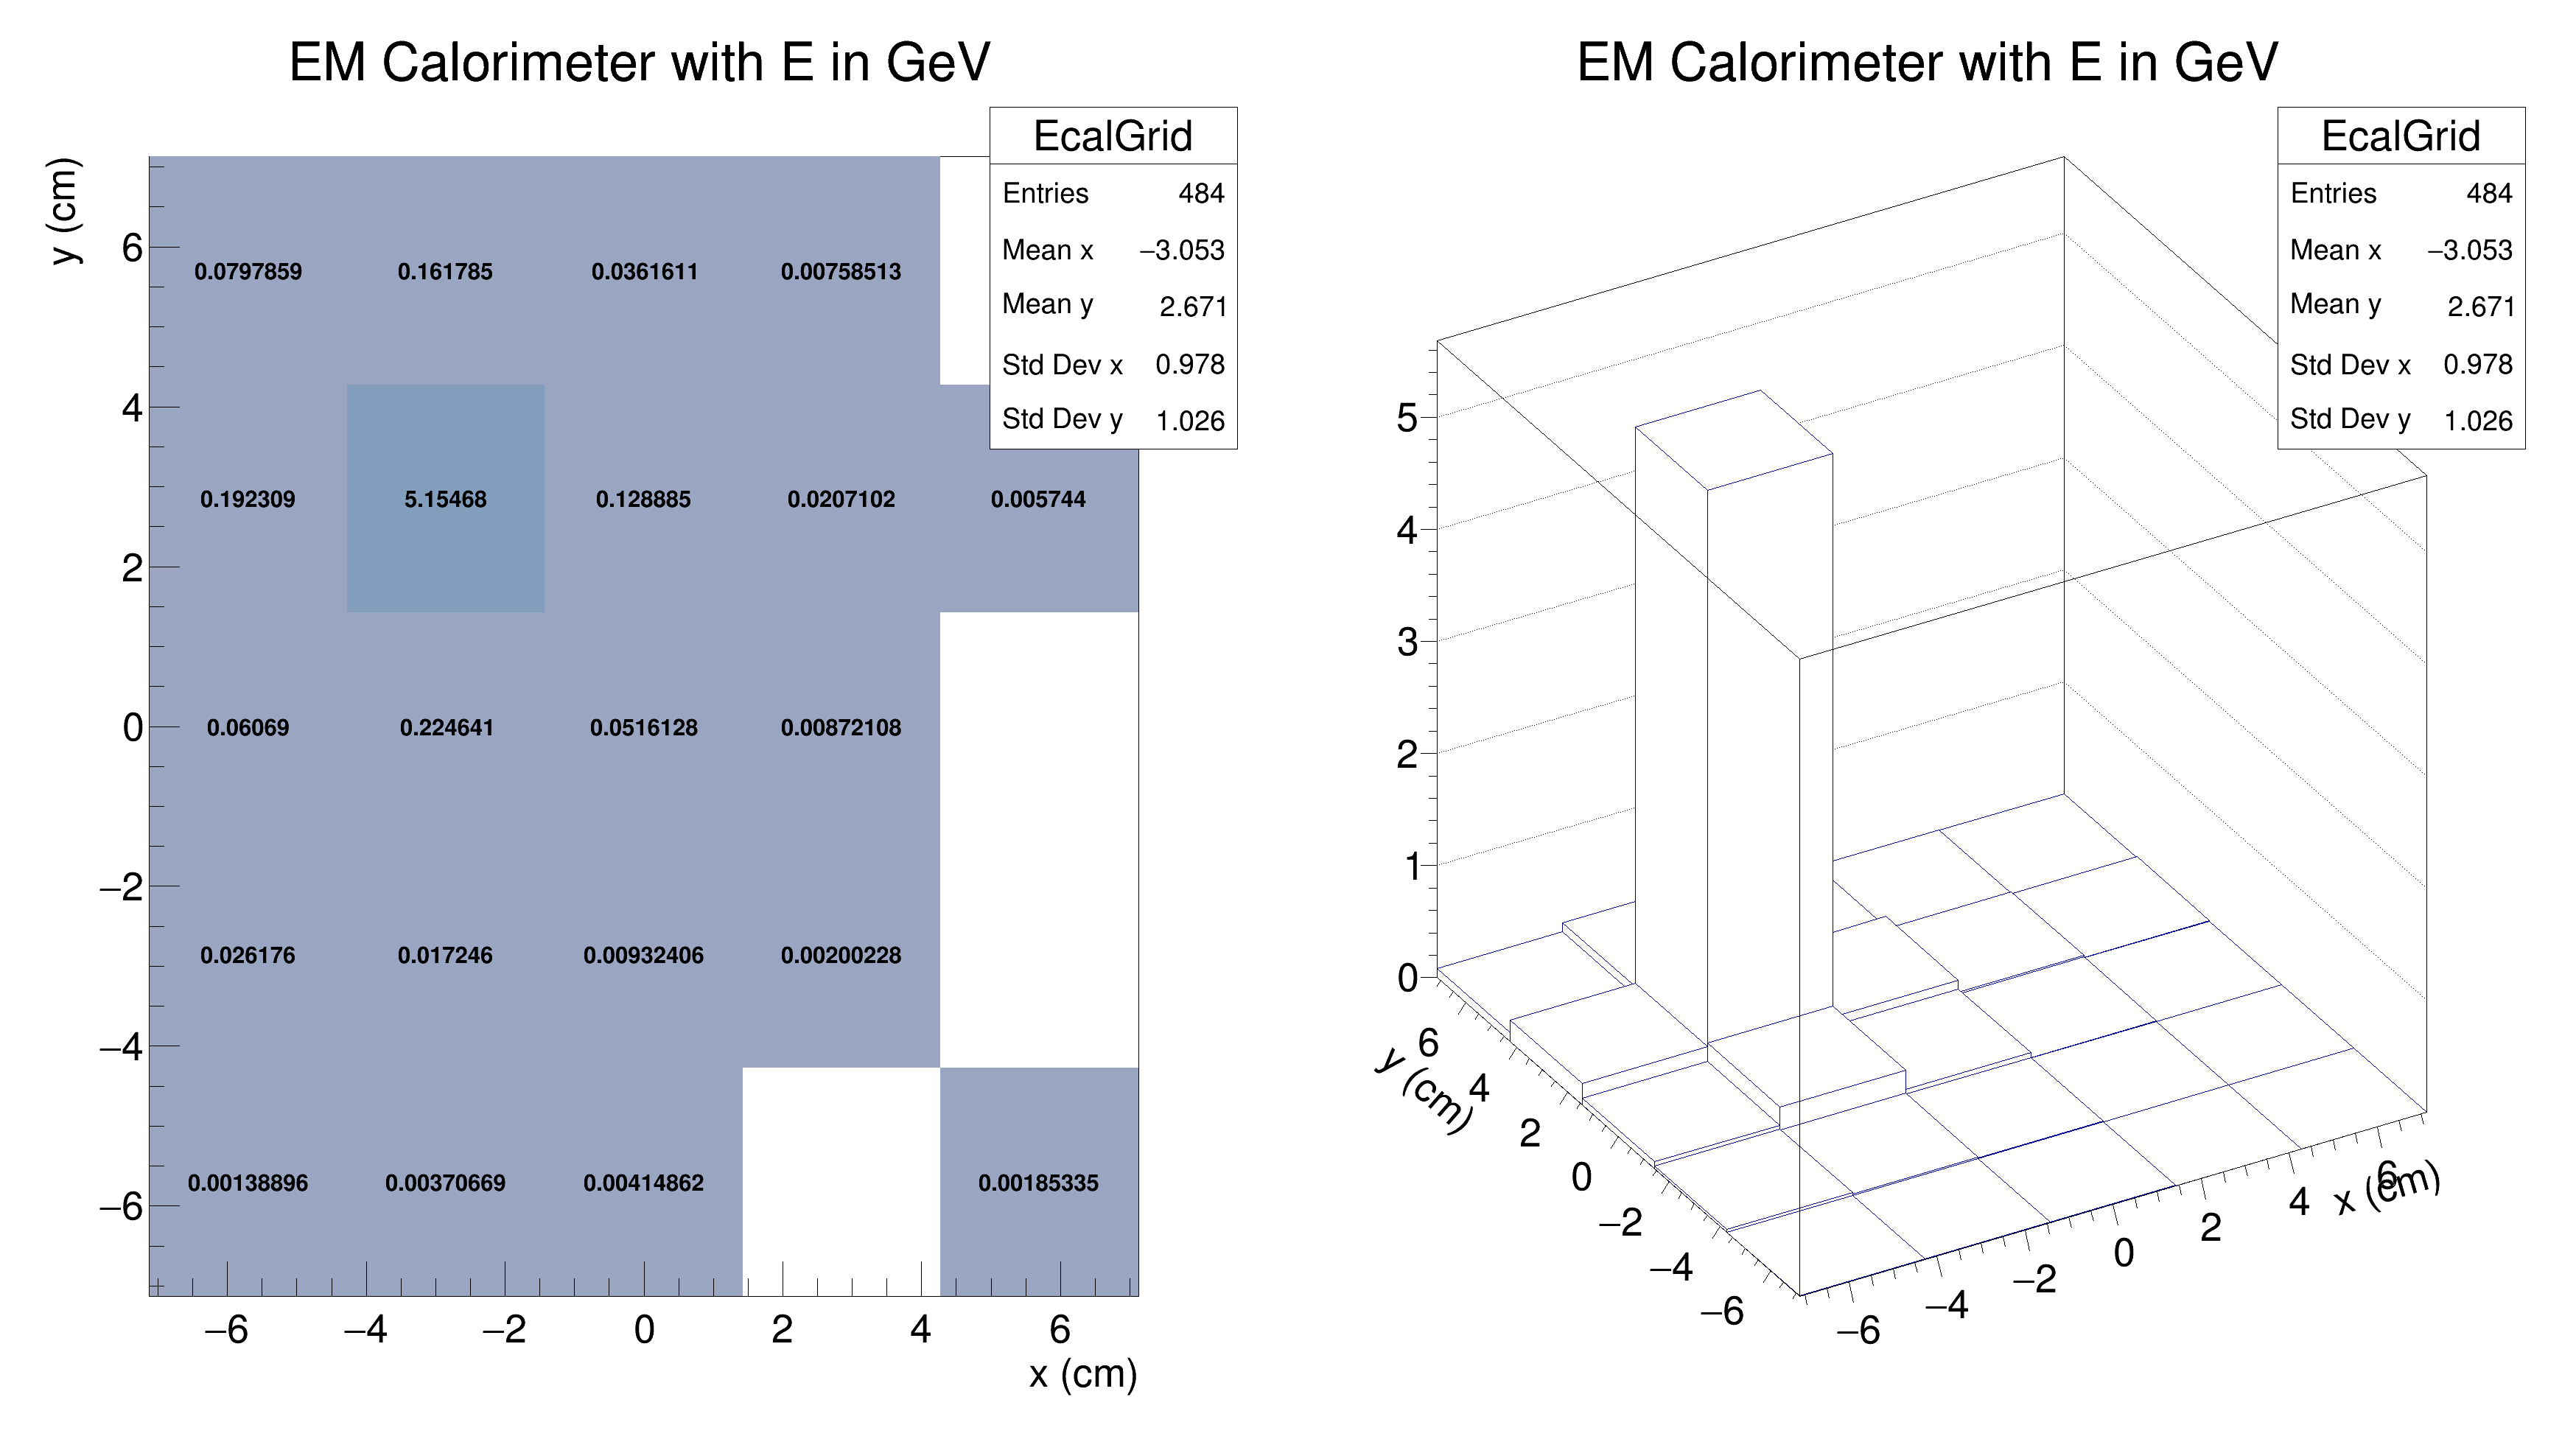 EM Calorimeter with E in GeV
EcalGrid
Entries 484
Mean x −3.053
Mean y 2.671
Std Dev x 0.978
Std Dev y 1.026
y (cm)
6
4
2
0
−2
−4
−6
0.0797859 0.161785 0.0361611 0.00758513
0.192309 5.15468 0.128885 0.0207102 0.005744
0.06069 0.224641 0.0516128 0.00872108
0.026176 0.017246 0.00932406 0.00200228
0.00138896 0.00370669 0.00414862 0.00185335
−6 −4 −2 0 2 4 6
x (cm)
EM Calorimeter with E in GeV
EcalGrid
Entries 484
Mean x −3.053
Mean y 2.671
Std Dev x 0.978
Std Dev y 1.026
5
4
3
2
1
0
y (cm)
6
4
2
0
−2
−4
−6
−6
−4
−2
0
2
4
6
x (cm)